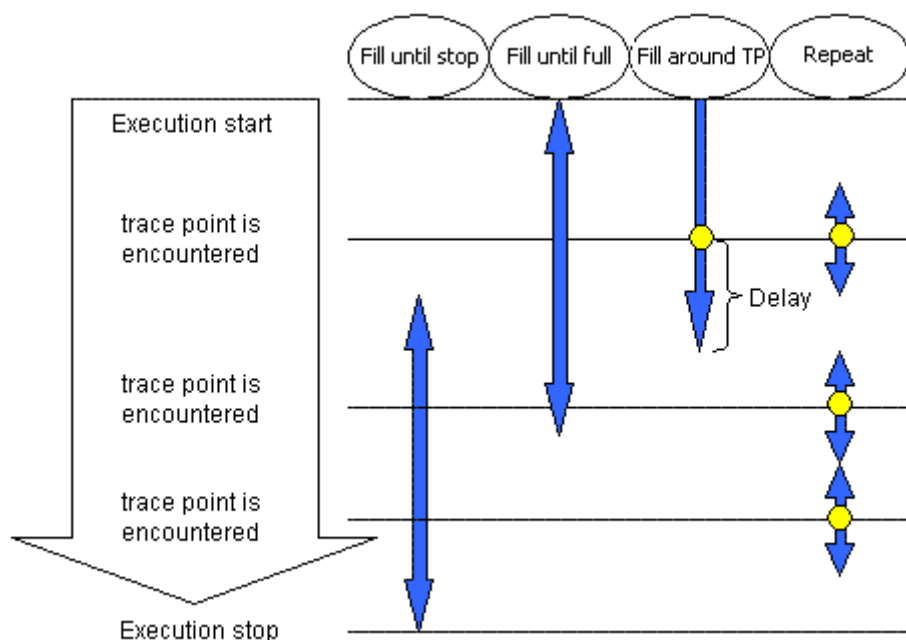 Fill until stop
Fill until full
Fill around TP
Repeat
Execution start
trace point is
encountered
Delay
trace point is
encountered
trace point is
encountered
Execution stop